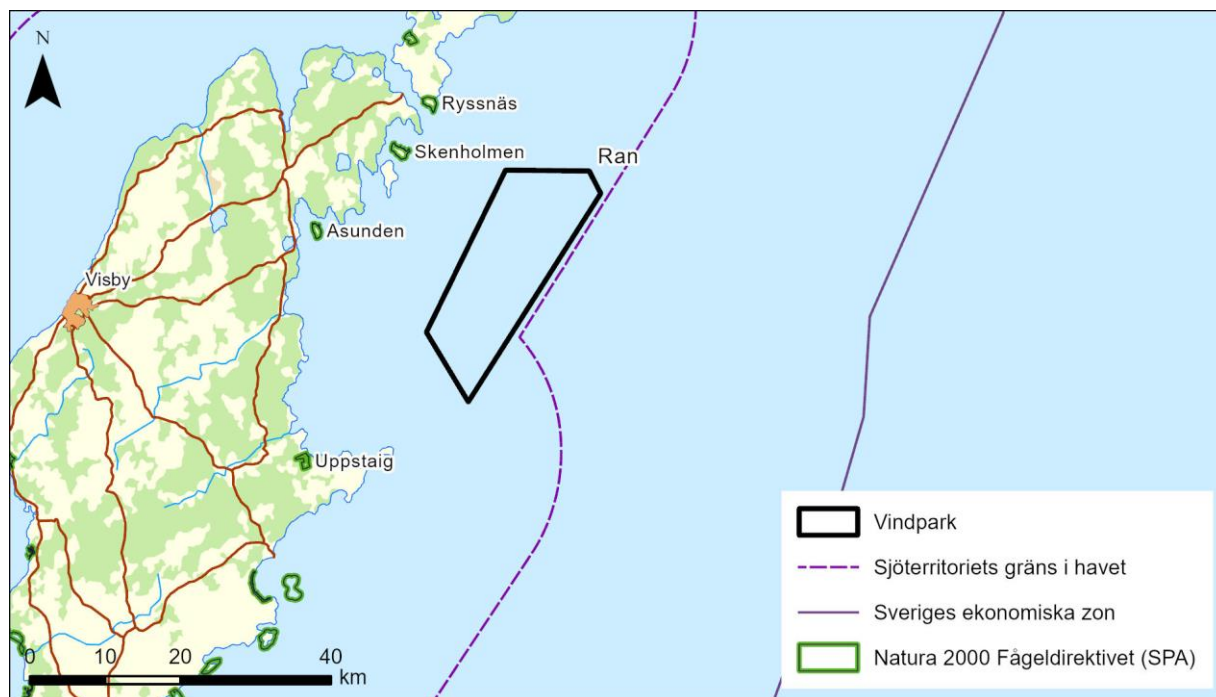 N
Ryssnäs
Skenholmen
Ran
Asunden
Visby
Uppstaig
0 10 20 40
km
Vindpark
Sjöterritoriets gräns i havet
Sveriges ekonomiska zon
Natura 2000 Fågeldirektivet (SPA)